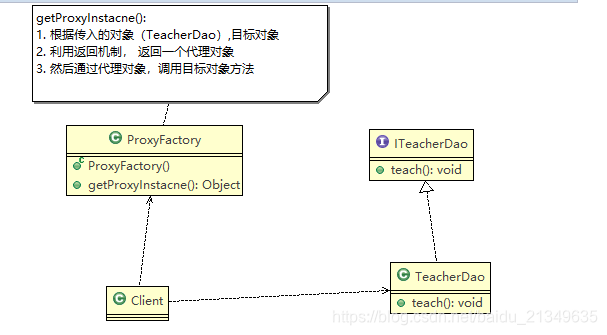 getProxyInstacne():
1. 根据传入的对象（TeacherDao）,目标对象
2. 利用返回机制， 返回一个代理对象
3. 然后通过代理对象，调用目标对象方法
C ProxyFactory
C ProxyFactory()
getProxyInstacne(): Object
I ITeacherDao
teach(): void
C Client
C TeacherDao
teach(): void
https://blog.csdn.net/baidu_21349635